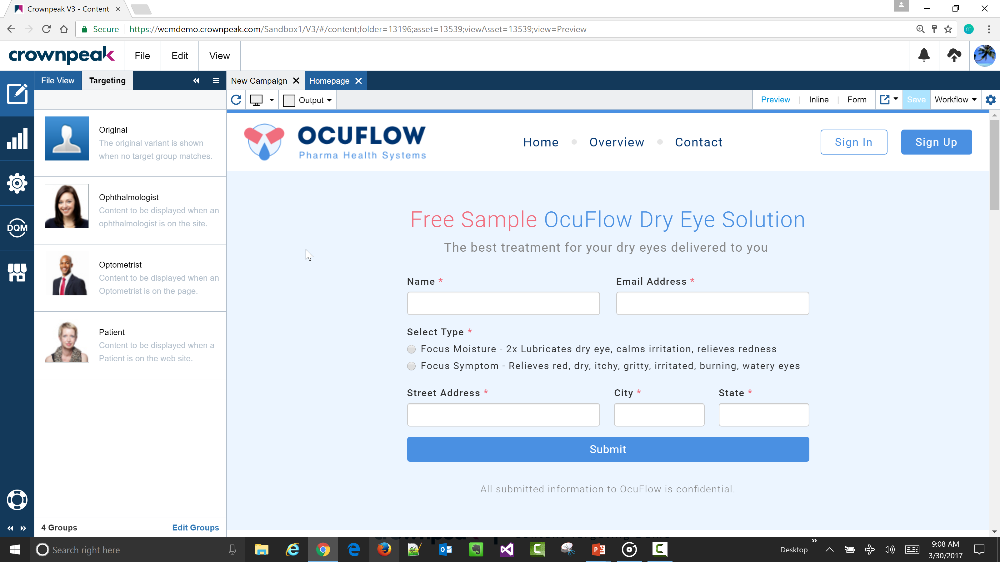 Crownpeak V3 - Content
Secure
https://wcmdemo.crownpeak.com/Sandbox1/V3/#/content;folder=13196;asset=13539;viewAsset=13539;view=Preview
m
crownpeak
File
Edit
View
File View
Targeting
New Campaign
Homepage
Output
Preview
Inline
Form
Save
Workflow
Original
The original variant is shown
when no target group matches.
Ophthalmologist
Content to be displayed when an
ophthalmologist is on the site.
Optometrist
Content to be displayed when an
Optometrist is on the page.
Patient
Content to be displayed when a
Patient is on the web site.
DQM
4 Groups
Edit Groups
OCUFLOW
Pharma Health Systems
Home
Overview
Contact
Sign In
Sign Up
Free Sample OcuFlow Dry Eye Solution
The best treatment for your dry eyes delivered to you
Name *
Email Address *
Select Type *
Focus Moisture - 2x Lubricates dry eye, calms irritation, relieves redness
Focus Symptom - Relieves red, dry, itchy, gritty, irritated, burning, watery eyes
Street Address *
City *
State *
Submit
All submitted information to OcuFlow is confidential.
Search right here
Desktop
9:08 AM
3/30/2017